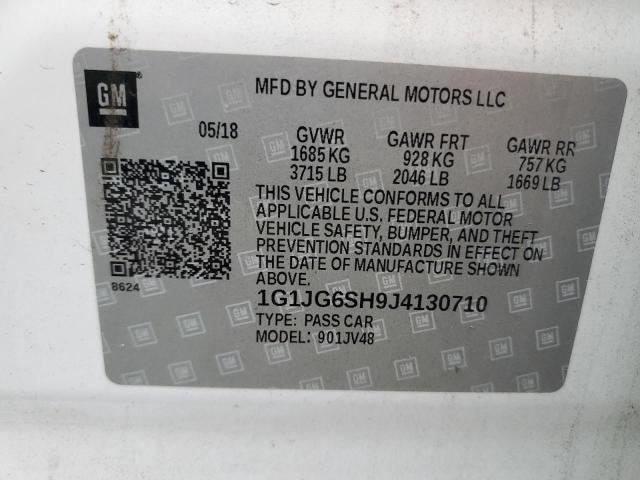 GM
MFD BY GENERAL MOTORS LLC
05/18 GVWR GAWR FRT GAWR RR
1685 KG 928 KG 757 KG
3715 LB 2046 LB 1669 LB
THIS VEHICLE CONFORMS TO ALL
APPLICABLE U.S. FEDERAL MOTOR
VEHICLE SAFETY, BUMPER, AND THEFT
PREVENTION STANDARDS IN EFFECT ON
THE DATE OF MANUFACTURE SHOWN
ABOVE.
8624
1G1JG6SH9J4130710
TYPE: PASS CAR
MODEL: 901JV48